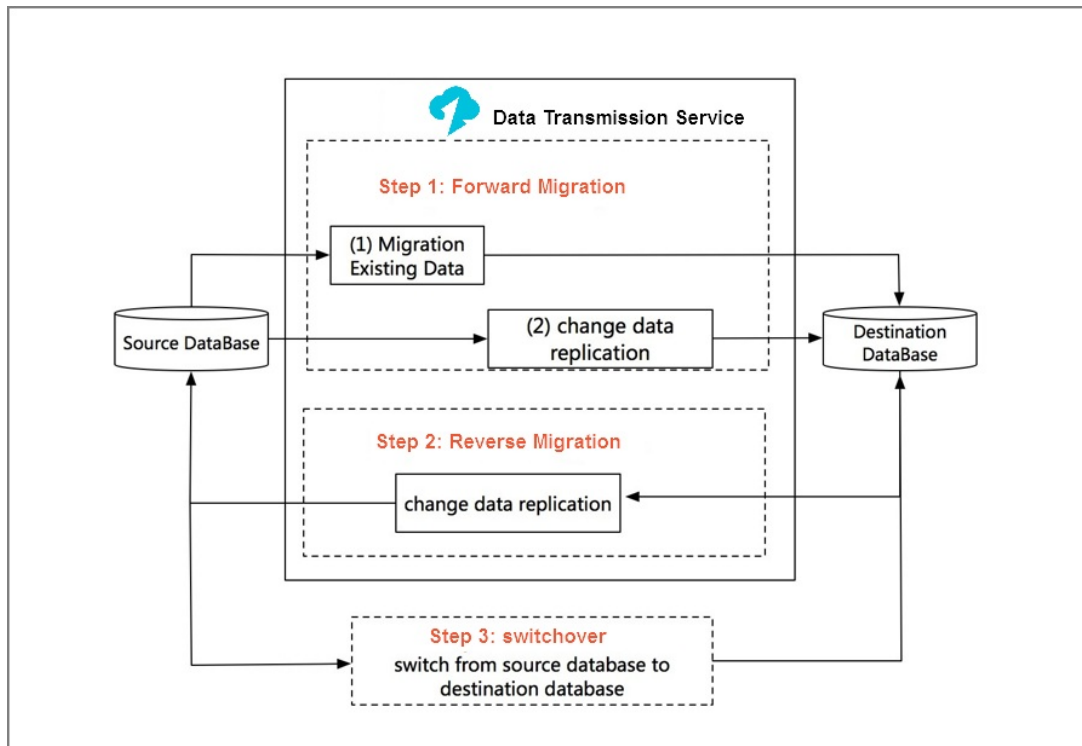 Data Transmission Service
Step 1: Forward Migration
(1) Migration
Existing Data
Source DataBase
(2) change data
replication
Destination
DataBase
Step 2: Reverse Migration
change data replication
Step 3: switchover
switch from source database to
destination database